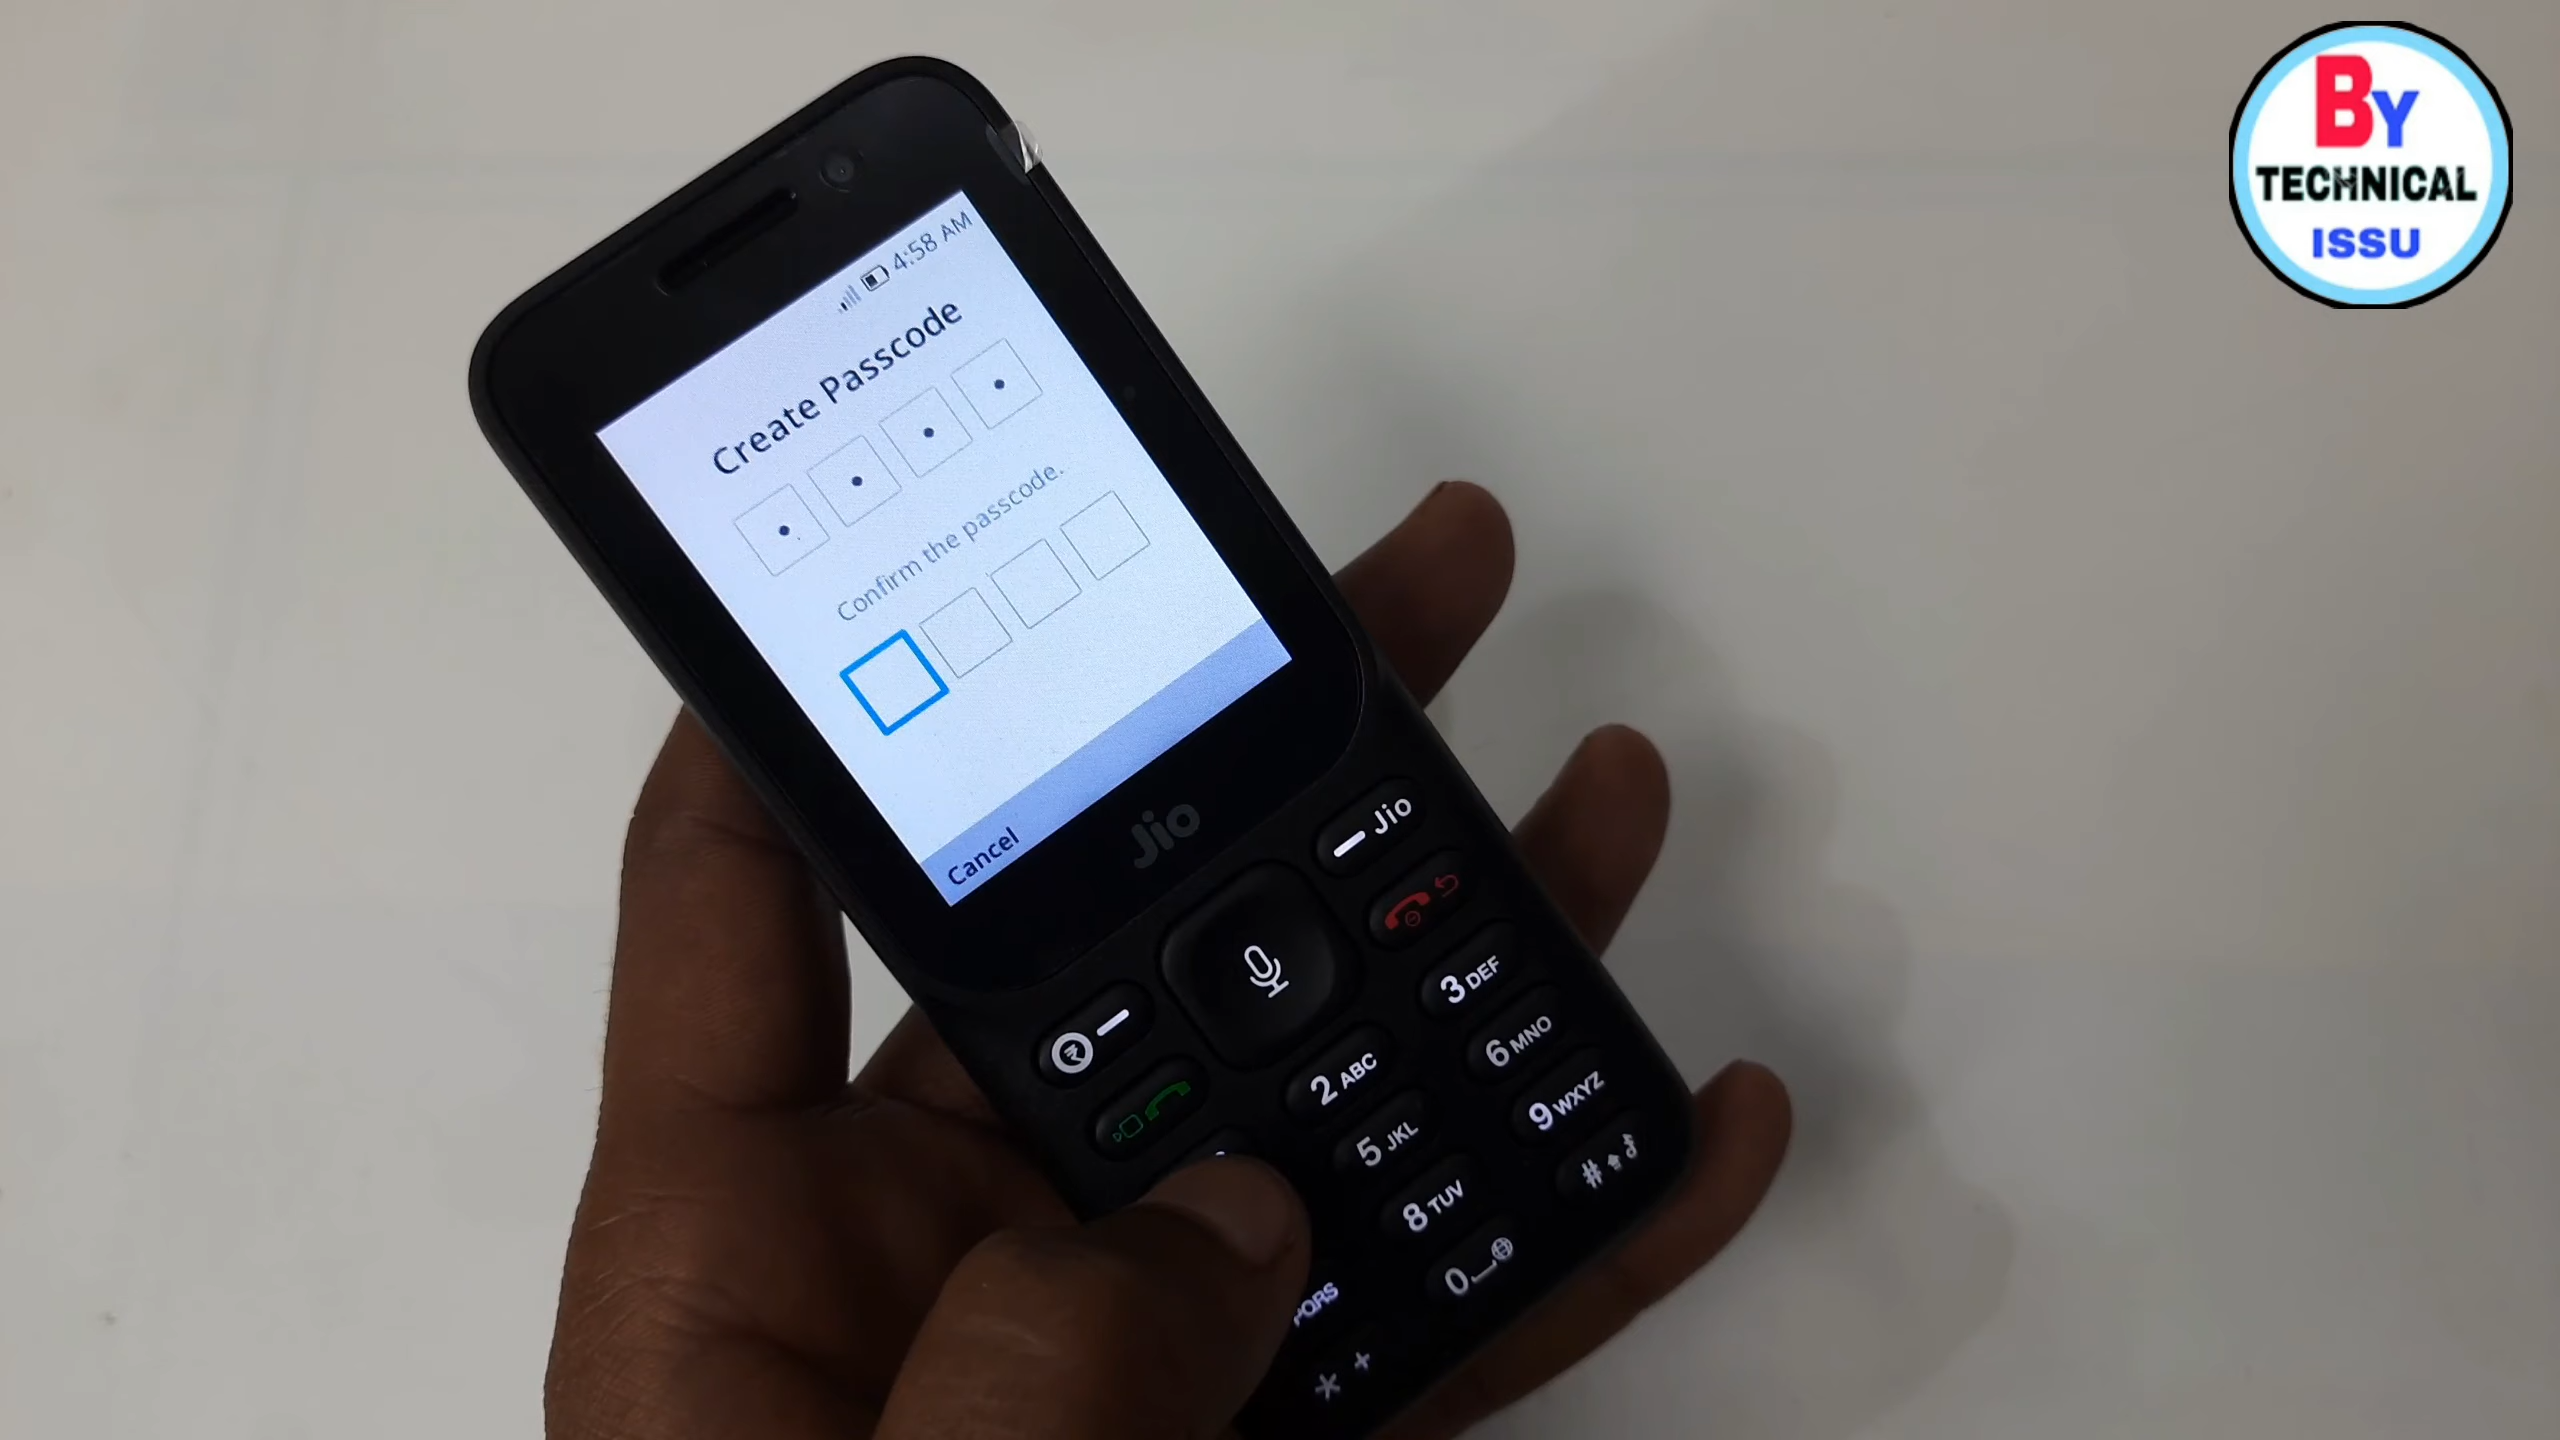 By
TECHNICAL
ISSU
4:58 AM
Create Passcode
Confirm the passcode.
Cancel
Jio
Jio
2 ABC
3 DEF
5 JKL
6 MNO
8 TUV
9 WXYZ
PQRS
0
#
* +